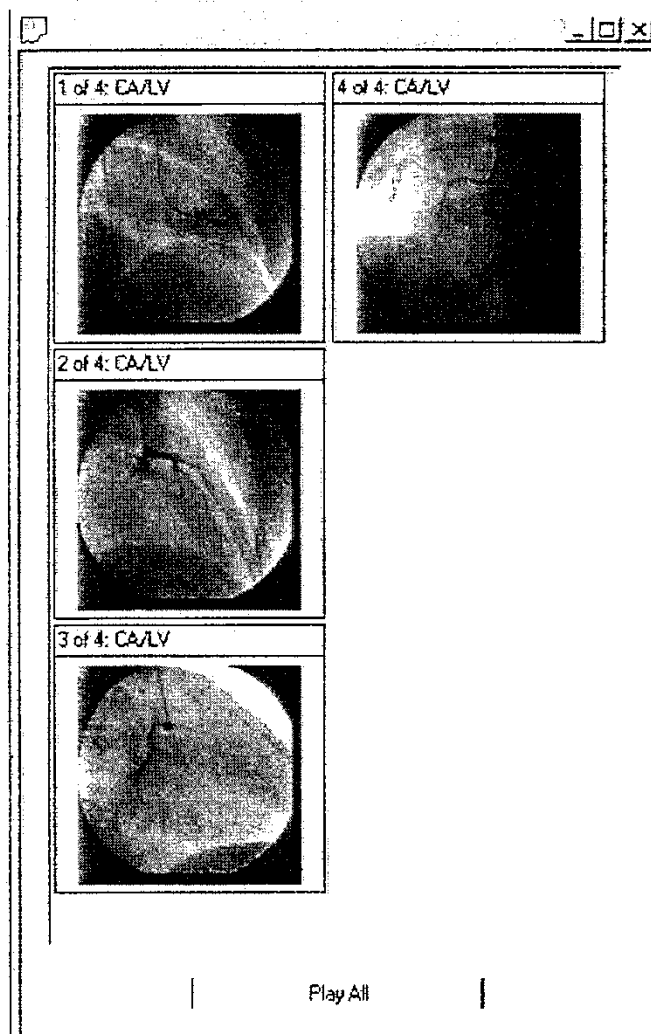 1 of 4: CA/LV
4 of 4: CA/LV
2 of 4: CA/LV
3 of 4: CA/LV
Play All